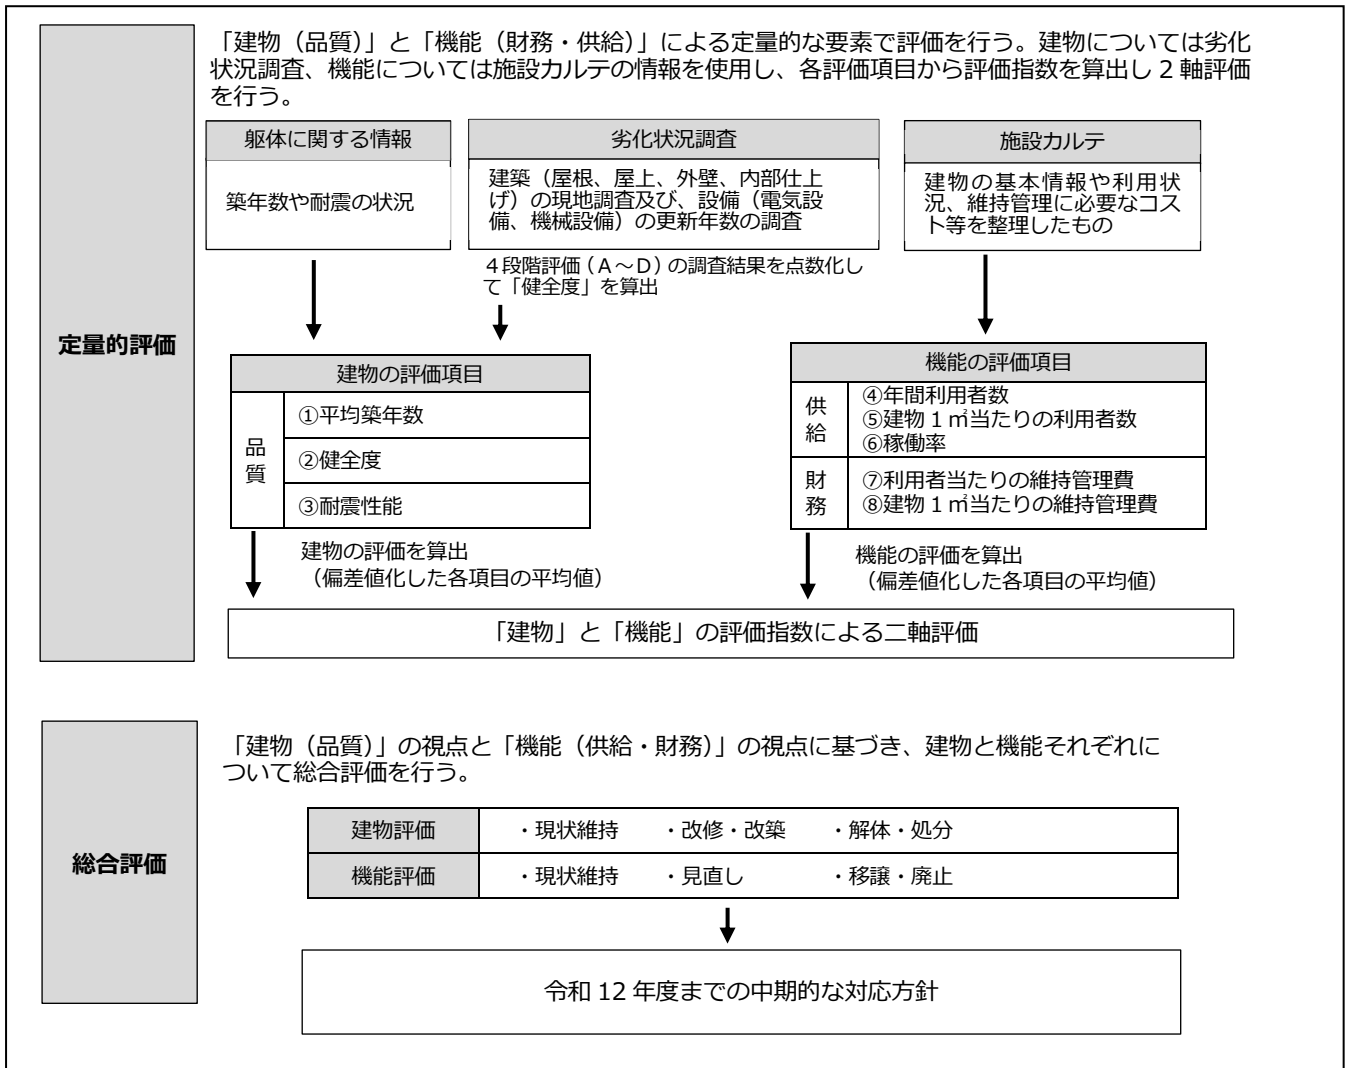 「建物（品質）」と「機能（財務・供給）」による定量的な要素で評価を行う。建物については劣化
状況調査、機能については施設カルテの情報を使用し、各評価項目から評価指数を算出し２軸評価
を行う。
躯体に関する情報
築年数や耐震の状況
劣化状況調査
建築（屋根、屋上、外壁、内部仕上
げ）の現地調査及び、設備（電気設
備、機械設備）の更新年数の調査
施設カルテ
建物の基本情報や利用状
況、維持管理に必要なコス
ト等を整理したもの
４段階評価（Ａ～Ｄ）の調査結果を点数化し
て「健全度」を算出
定量的評価
建物の評価項目
品
質
①平均築年数
②健全度
③耐震性能
機能の評価項目
供
給
④年間利用者数
⑤建物１㎡当たりの利用者数
⑥稼働率
財
務
⑦利用者当たりの維持管理費
⑧建物１㎡当たりの維持管理費
建物の評価を算出
（偏差値化した各項目の平均値）
機能の評価を算出
（偏差値化した各項目の平均値）
「建物」と「機能」の評価指数による二軸評価
総合評価
「建物（品質）」の視点と「機能（供給・財務）」の視点に基づき、建物と機能それぞれに
ついて総合評価を行う。
建物評価 ・現状維持 ・改修・改築 ・解体・処分
機能評価 ・現状維持 ・見直し ・移譲・廃止
令和 12 年度までの中期的な対応方針